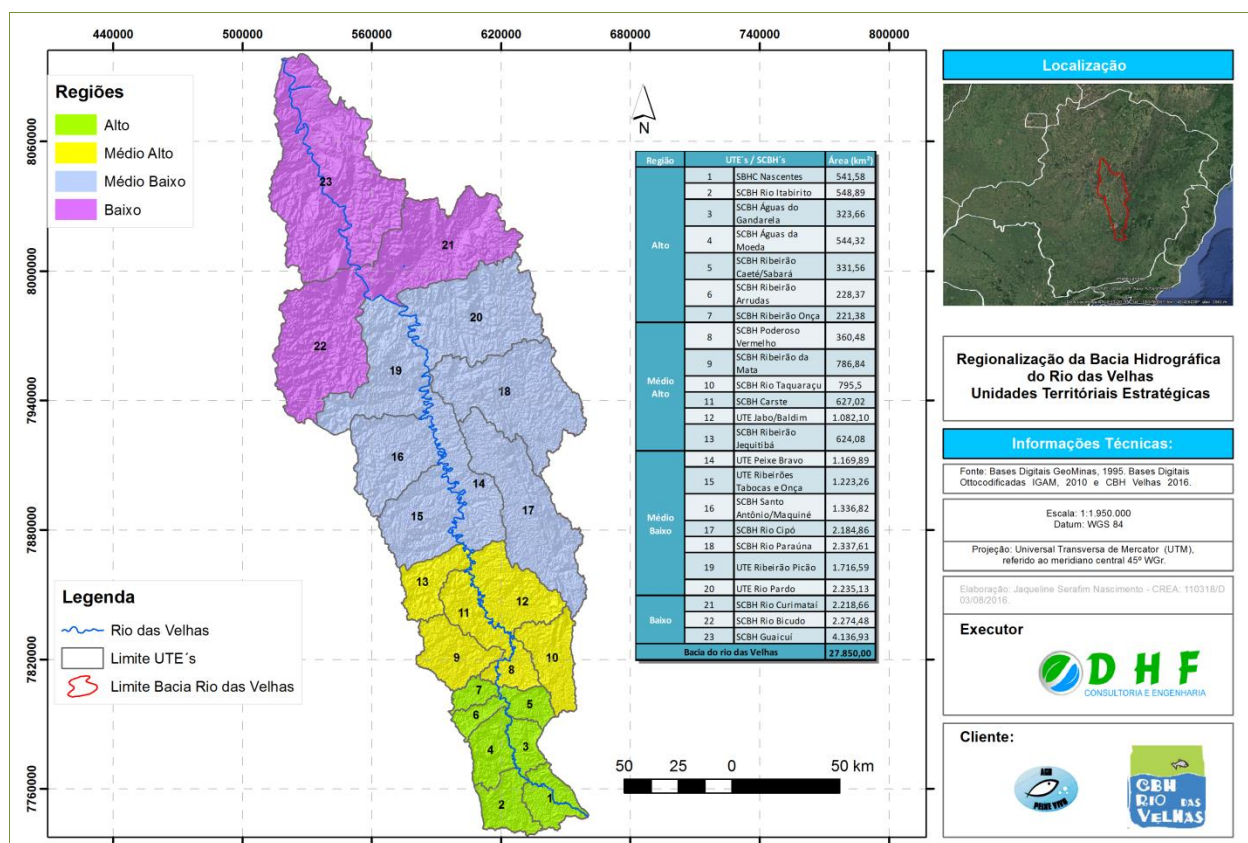 440000
500000
560000
620000
680000
740000
800000
8060000
8000000
7940000
7880000
7820000
7760000
8060000
8000000
7940000
7880000
7820000
7760000
Regiões
Alto
Médio Alto
Médio Baixo
Baixo
N
23
21
22
20
19
18
16
14
15
17
13
12
11
10
9
8
7
5
6
4
3
2
1
Legenda
Rio das Velhas
Limite UTE´s
Limite Bacia Rio das Velhas
50 25 0 50 km
Região UTE´s / SCBH´s Área (km²)
Alto
1 SBHC Nascentes 541,58
2 SCBH Rio Itabirito 548,89
3 SCBH Águas do
Gandarela 323,66
4 SCBH Águas da
Moeda 544,32
5 SCBH Ribeirão
Caeté/Sabará 331,56
6 SCBH Ribeirão
Arrudas 228,37
7 SCBH Ribeirão Onça 221,38
Médio
Alto
8 SCBH Poderoso
Vermelho 360,48
9 SCBH Ribeirão da
Mata 786,84
10 SCBH Rio Taquaraçu 795,5
11 SCBH Carste 627,02
12 UTE Jabo/Baldim 1.082,10
13 SCBH Ribeirão
Jequitibá 624,08
Médio
Baixo
14 UTE Peixe Bravo 1.169,89
15 UTE Ribeirões
Tabocas e Onça 1.223,26
16 SCBH Santo
Antônio/Maquiné 1.336,82
17 SCBH Rio Cipó 2.184,86
18 SCBH Rio Paraúna 2.337,61
19 UTE Ribeirão Picão 1.716,59
20 UTE Rio Pardo 2.235,13
Baixo
21 SCBH Rio Curimataí 2.218,66
22 SCBH Rio Bicudo 2.274,48
23 SCBH Guaicuí 4.136,93
Bacia do rio das Velhas 27.850,00
Localização
Regionalização da Bacia Hidrográfica
do Rio das Velhas
Unidades Territóriais Estratégicas
Informações Técnicas:
Fonte: Bases Digitais GeoMinas, 1995. Bases Digitais
Ottocodificadas IGAM, 2010 e CBH Velhas 2016.
Escala: 1:1.950.000
Datum: WGS 84
Projeção: Universal Transversa de Mercator (UTM),
referido ao meridiano central 45º WGr.
Elaboração: Jaqueline Serafim Nascimento - CREA: 110318/D
03/08/2016.
Executor
DHF
CONSULTORIA E ENGENHARIA
Cliente:
AGB
PEIXE VIVO
CBH
RIO DAS
VELHAS